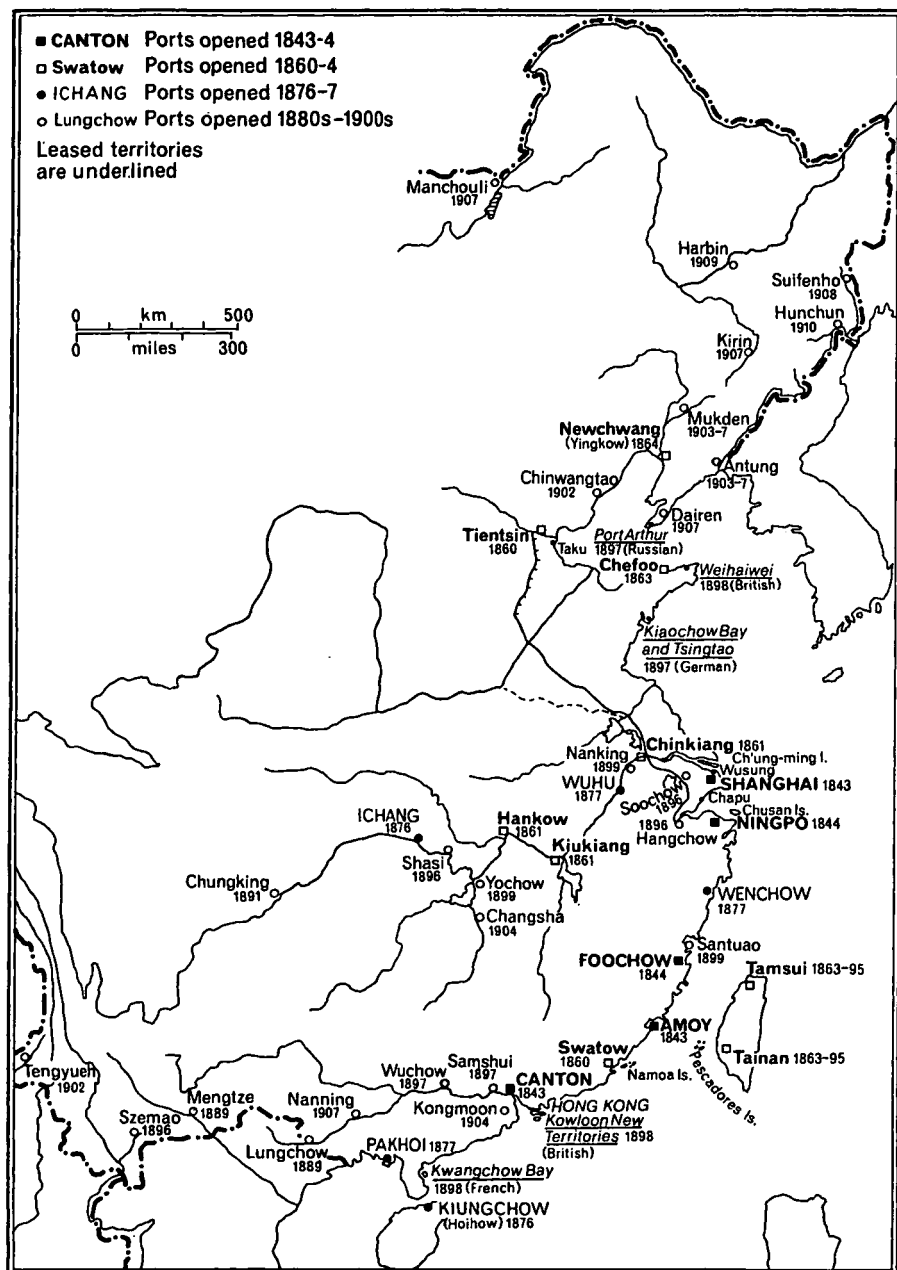 ■ CANTON Ports opened 1843-4
□ Swatow Ports opened 1860-4
● ICHANG Ports opened 1876-7
○ Lungchow Ports opened 1880s-1900s
Leased territories
are underlined
Manchouli
1907
Harbin
1909
Suifenho
1908
Hunchun
1910
0 km 500
0 miles 300
Kirin
1907
Mukden
1903-7
Newchwang
(Yingkow) 1864
Antung
1903-7
Chinwangtao
1902
Dairen
1907
Tientsin
1860
Taku
Port Arthur
1897 (Russian)
Chefoo
1863
Weihaiwei
1898 (British)
Kiaochow Bay
and Tsingtao
1897 (German)
Chinkiang 1861
Nanking
1899
Ch'ung-ming I.
Wusung
SHANGHAI 1843
WUHU
1877
Soochow
1896
Chapu
Chusan Is.
NINGPO 1844
1896
Hangchow
ICHANG
1876
Hankow
1861
Kiukiang
1861
Shasi
1896
Chungking
1891
Yochow
1899
Changsha
1904
WENCHOW
1877
Santuao
1899
FOOCHOW
1844
Tamsui 1863-95
AMOY
1843
Tainan 1863-95
Pescadores Is.
Swatow
1860
Namoa Is.
Tengyueh
1902
Szemao
1896
Mengtze
1889
Nanning
1907
Wuchow
1897
Samshui
1897
CANTON
1843
Kongmoon
1904
HONG KONG
Kowloon New
Territories 1898
(British)
Lungchow
1889
PAKHOI 1877
Kwangchow Bay
1898 (French)
KIUNGCHOW
(Hoihow) 1876